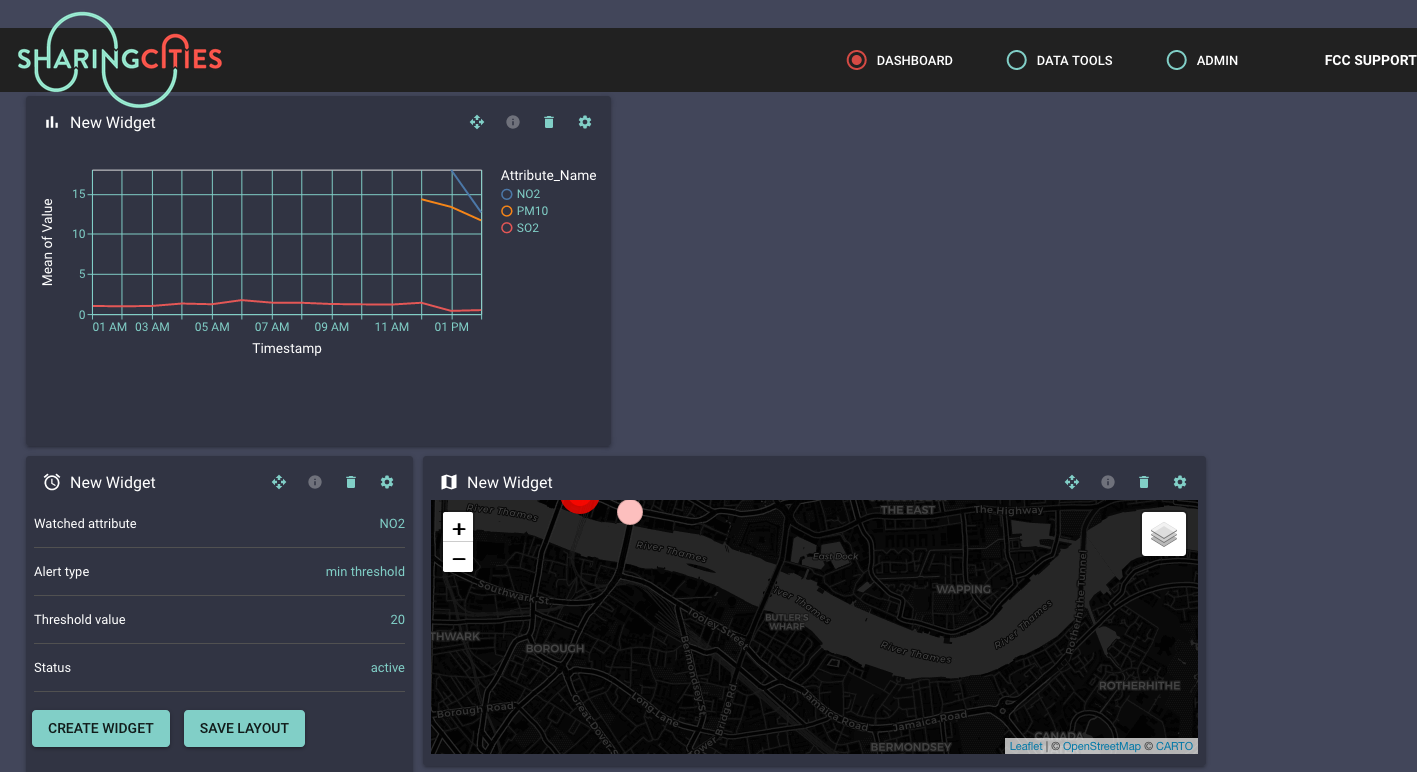 SHARINGCITIES
DASHBOARD
DATA TOOLS
ADMIN
FCC SUPPORT
New Widget
Mean of Value
15
10
5
0
01 AM 03 AM 05 AM 07 AM 09 AM 11 AM 01 PM
Timestamp
Attribute_Name
NO2
PM10
SO2
New Widget
Watched attribute NO2
Alert type min threshold
Threshold value 20
Status active
CREATE WIDGET
SAVE LAYOUT
New Widget
+
−
River Thames
THE EAST
The Highway
River Thames
East Dock
Southwark St
WAPPING
River Thames
Tooley Street
BUTLER'S
WHARF
River Thames
Rotherhithe Tunnel
THWARK
BOROUGH
River Thames
Bermondsey St
ROTHERHITHE
Borough Road
Great Dover St
Long Lane
ower Bridge Rd
Jamaica Road
Jamaica Road
CANADA
BERMONDSEY
Leaflet | © OpenStreetMap © CARTO